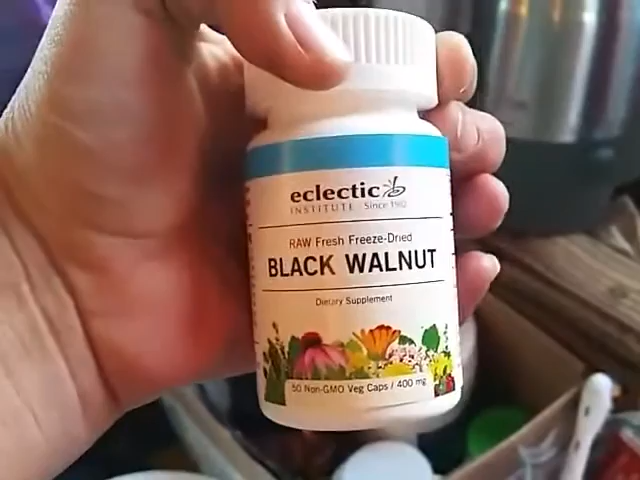 eclectic
INSTITUTE Since 1982
RAW Fresh Freeze-Dried
BLACK WALNUT
Dietary Supplement
50 Non-GMO Veg Caps / 400 mg